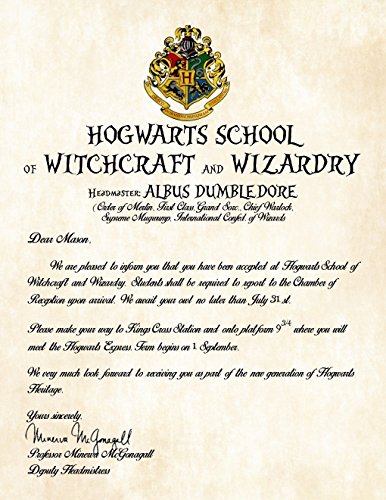 HOGWARTS SCHOOL
OF WITCHCRAFT AND WIZARDRY
HEADMASTER: ALBUS DUMBLEDORE
(Order of Merlin, First Class, Grand Sorc., Chief Warlock,
Supreme Mugwump, International Confed. of Wizards
Dear Mason,
We are pleased to inform you that you have been accepted at Hogwarts School of
Witchcraft and Wizardry. Students shall be required to report to the Chamber of
Reception upon arrival. We await your owl no later than July 31 st.
Please make your way to Kings Cross Station and onto platform 9 3/4 where you will
meet the Hogwarts Express. Term begins on 1 September.
We very much look forward to receiving you as part of the new generation of Hogwarts
Heritage.
Yours sincerely,
Minerva McGonagall
Professor Minerva McGonagall
Deputy Headmistress